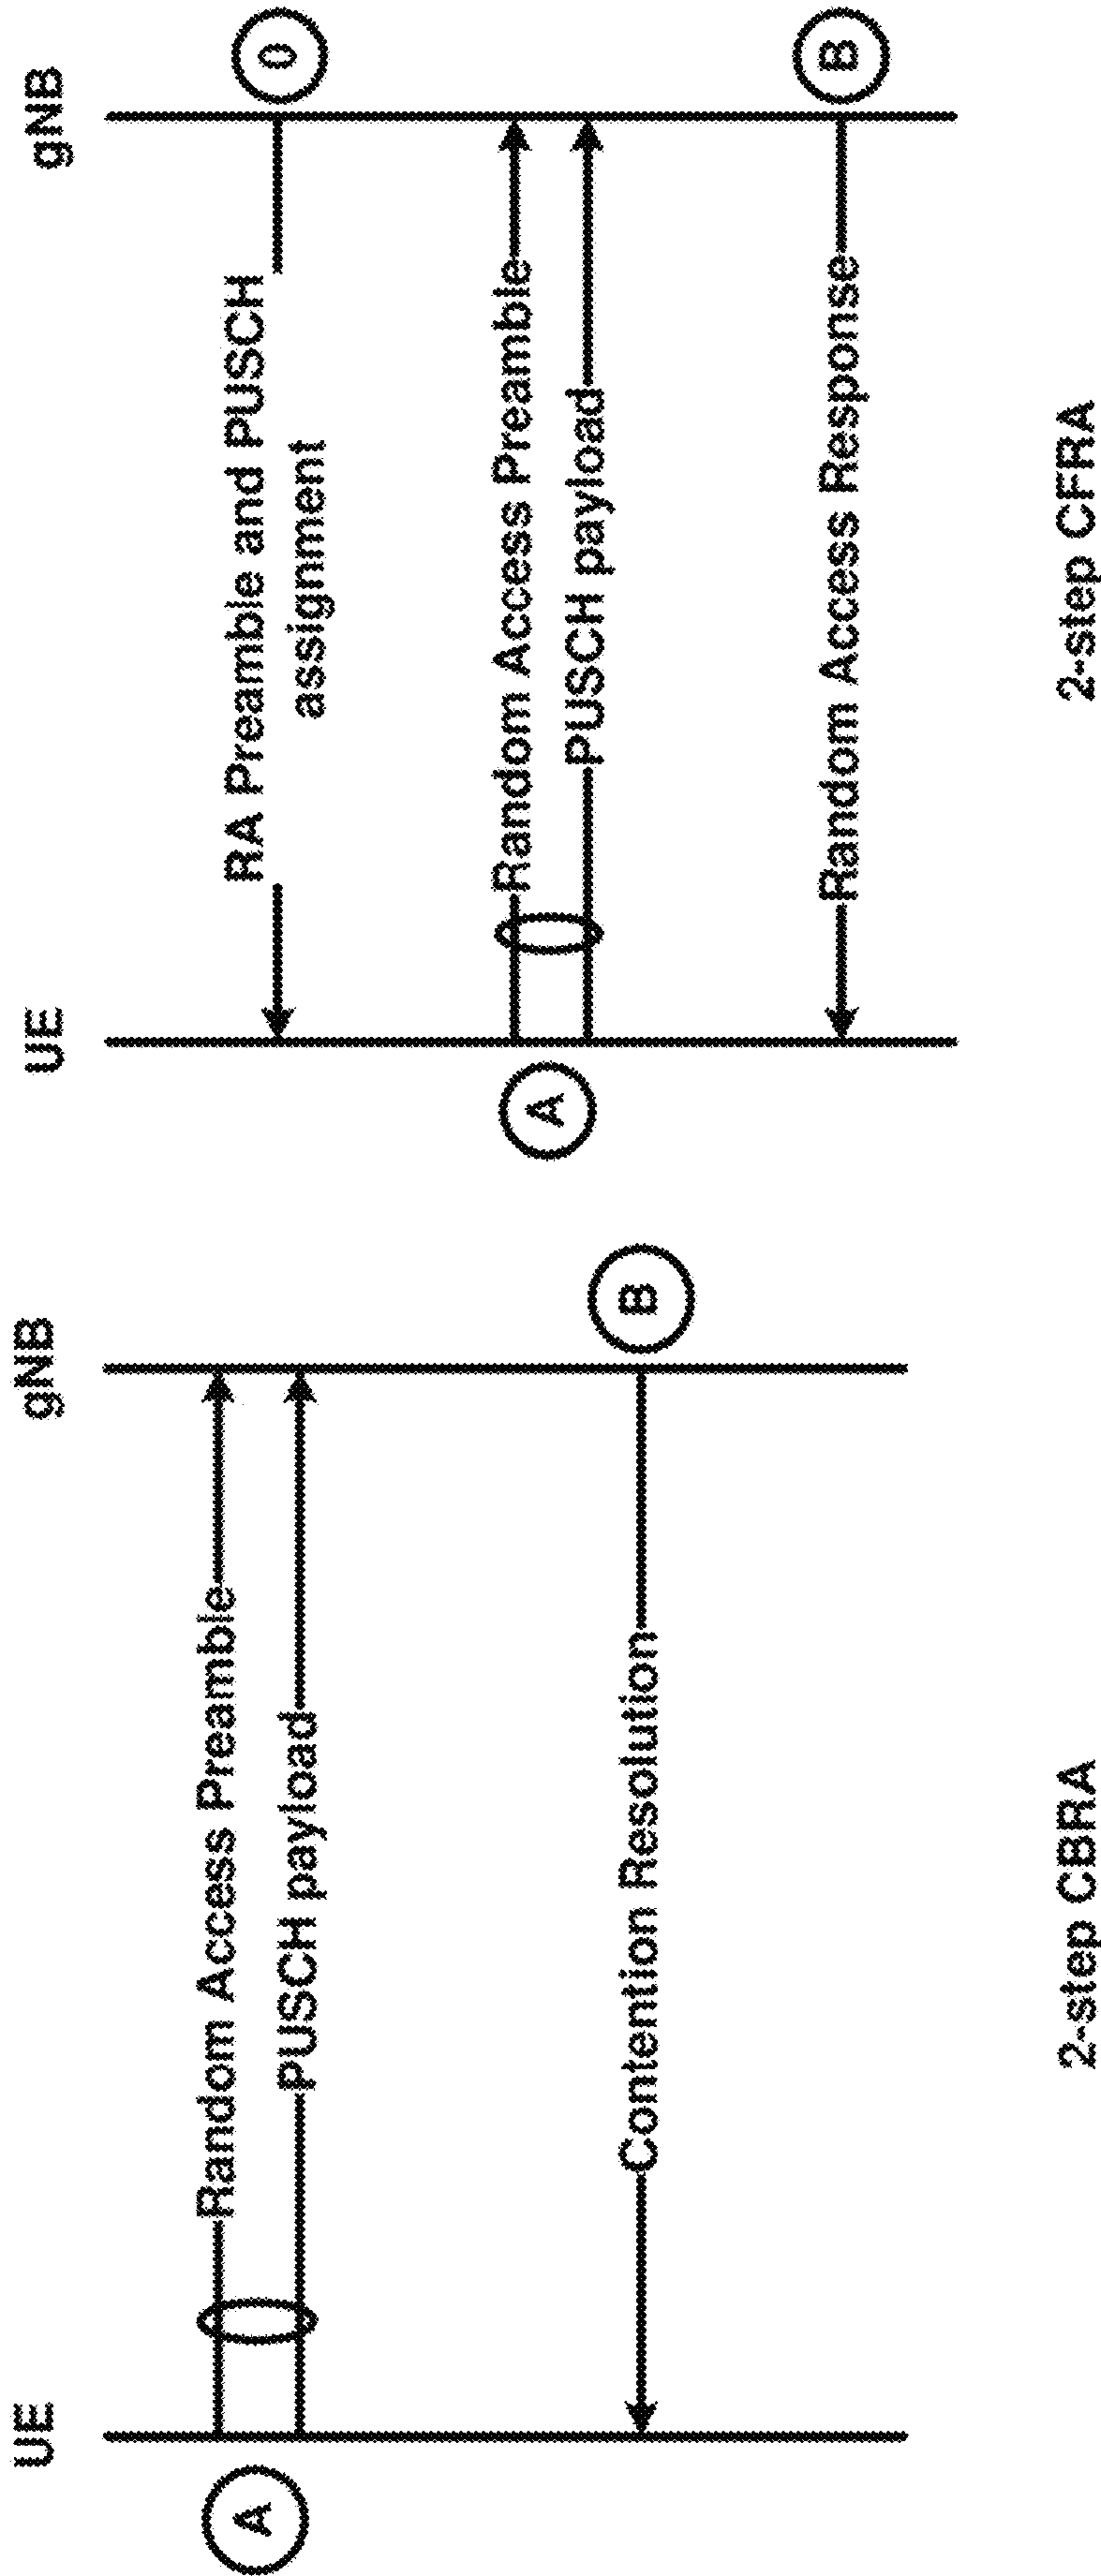 UE
gNB
A
Random Access Preamble
PUSCH payload
B
Contention Resolution
2-step CBRA
UE
gNB
0
RA Preamble and PUSCH
assignment
A
Random Access Preamble
PUSCH payload
B
Random Access Response
2-step CFRA